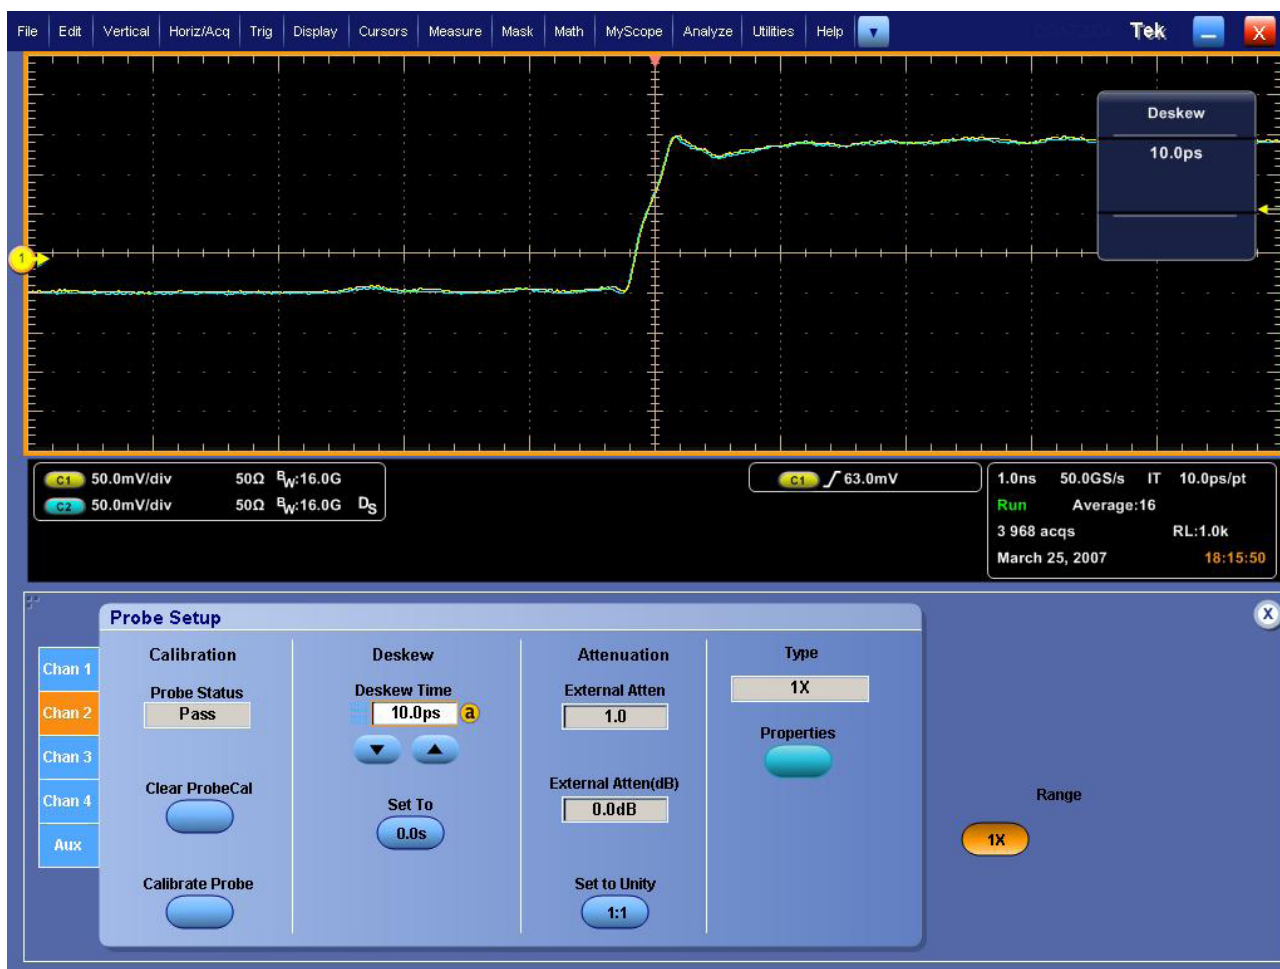 File Edit Vertical Horiz/Acq Trig Display Cursors Measure Mask Math MyScope Analyze Utilities Help Tek X
Deskew
10.0ps
1
C1 50.0mV/div 50Ω BW:16.0G
C2 50.0mV/div 50Ω BW:16.0G DS
C1 63.0mV
1.0ns 50.0GS/s IT 10.0ps/pt
Run Average:16
3 968 acqs RL:1.0k
March 25, 2007 18:15:50
Probe Setup
X
Chan 1
Chan 2
Chan 3
Chan 4
Aux
Calibration
Probe Status
Pass
Clear ProbeCal
Calibrate Probe
Deskew
Deskew Time
10.0ps a
Set To
0.0s
Attenuation
External Atten
1.0
External Atten(dB)
0.0dB
Set to Unity
1:1
Type
1X
Properties
Range
1X